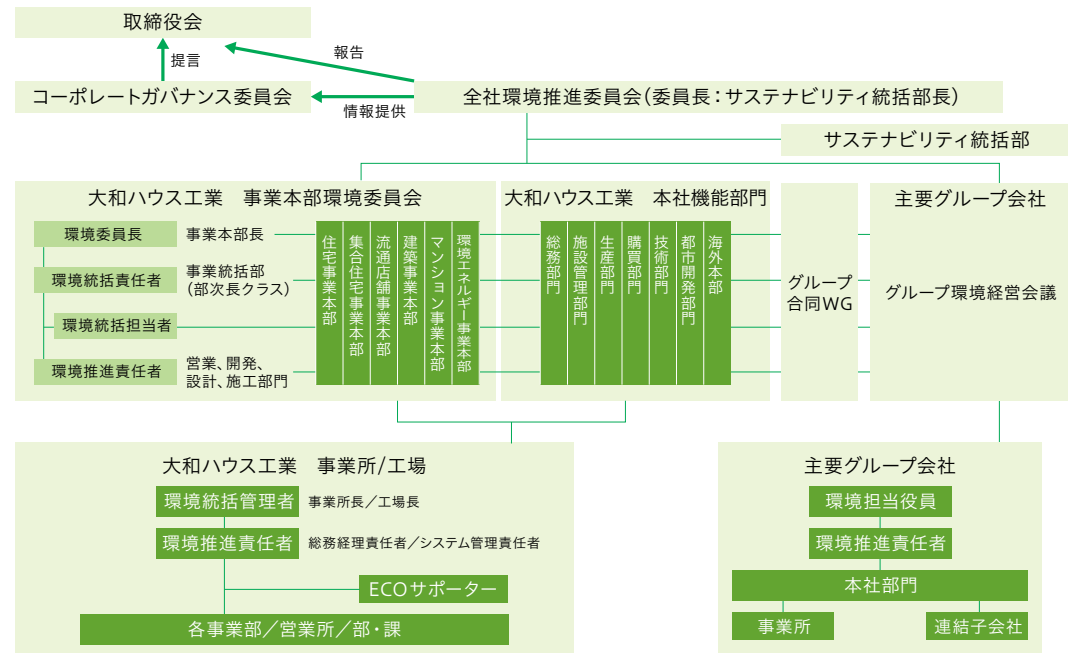 取締役会
提言
報告
コーポレートガバナンス委員会
情報提供
全社環境推進委員会(委員長：サステナビリティ統括部長)
サステナビリティ統括部
大和ハウス工業　事業本部環境委員会
環境委員長
事業本部長
環境統括責任者
事業統括部
(部次長クラス)
環境統括担当者
環境推進責任者
営業、開発、
設計、施工部門
住宅事業本部
集合住宅事業本部
流通店舗事業本部
建築事業本部
マンション事業本部
環境エネルギー事業本部
大和ハウス工業　本社機能部門
総務部門
施設管理部門
生産部門
購買部門
技術部門
都市開発部門
海外本部
グループ
合同WG
主要グループ会社
グループ環境経営会議
大和ハウス工業　事業所/工場
環境統括管理者
事業所長／工場長
環境推進責任者
総務経理責任者／システム管理責任者
ECOサポーター
各事業部／営業所／部・課
主要グループ会社
環境担当役員
環境推進責任者
本社部門
事業所
連結子会社